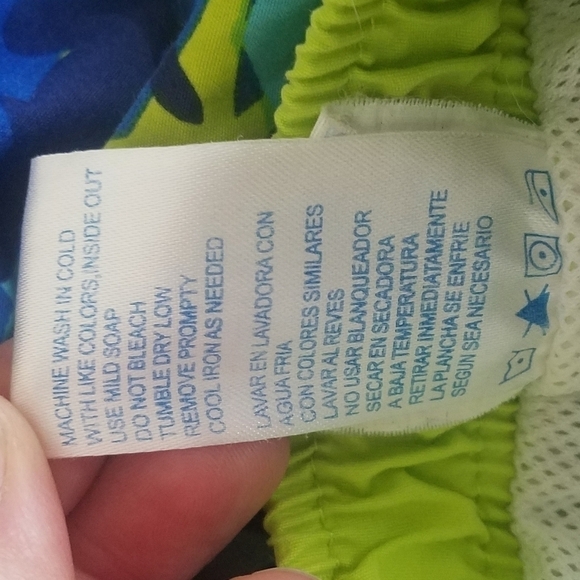 MACHINE WASH IN COLD
WITH LIKE COLORS, INSIDE OUT
USE MILD SOAP
DO NOT BLEACH
TUMBLE DRY LOW
REMOVE PROMPTY
COOL IRON AS NEEDED
LAVAR EN LAVADORA CON
AGUA FRIA
CON COLORES SIMILARES
LAVAR AL REYES
NO USAR BLANQUEADOR
SECAR EN SECADORA
A BAJA TEMPERATURA
RETIRAR INMEDIATAMENTE
LA PLANCHA SE ENFRIE
SEGUN SEA NECESARIO